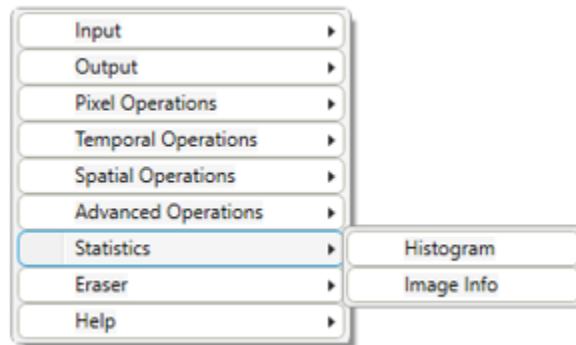 Input
Output
Pixel Operations
Temporal Operations
Spatial Operations
Advanced Operations
Statistics
Histogram
Eraser
Image Info
Help